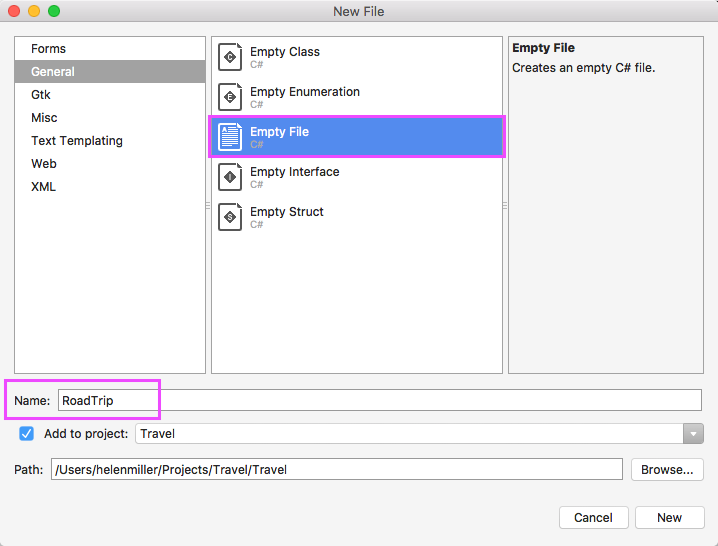 New File
Forms
General
Gtk
Misc
Text Templating
Web
XML
Empty Class
C#
Empty Enumeration
C#
Empty File
C#
Empty Interface
C#
Empty Struct
C#
Empty File
Creates an empty C# file.
Name: RoadTrip
Add to project: Travel
Path: /Users/helenmiller/Projects/Travel/Travel Browse...
Cancel New